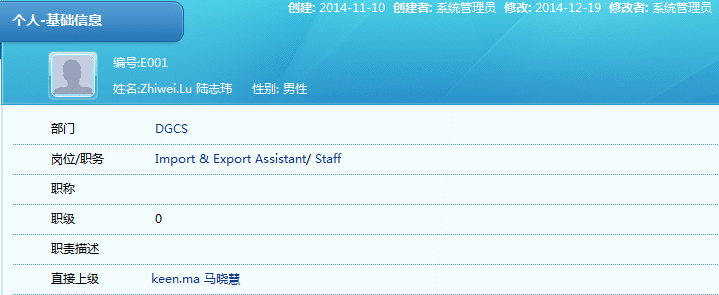 创建: 2014-11-10 创建者: 系统管理员 修改: 2014-12-19 修改者: 系统管理员
个人-基础信息
编号:E001
姓名:Zhiwei.Lu 陆志玮 性别: 男性
部门 DGCS
岗位/职务 Import & Export Assistant/ Staff
职称
职级 0
职责描述
直接上级 keen.ma 马晓慧